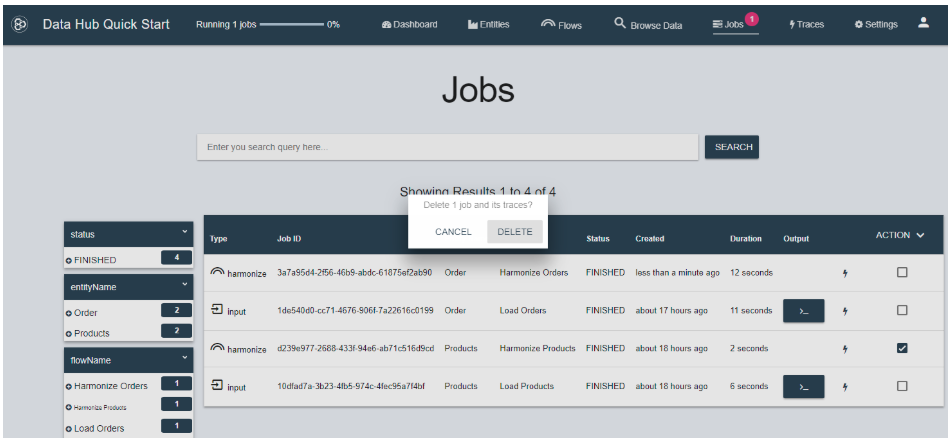 Data Hub Quick Start Running 1 jobs 0% Dashboard Entities Flows Browse Data Jobs 1 Traces Settings
Jobs
Enter you search query here... SEARCH
Showing Results 1 to 4 of 4
Delete 1 job and its traces?
CANCEL DELETE
status
FINISHED 4
entityName
Order 2
Products 2
flowName
Harmonize Orders 1
Harmonize Products 1
Load Orders 1
Type Job ID Status Created Duration Output ACTION
harmonize 3a7a95d4-2f56-46b9-abdc-61875ef2ab90 Order Harmonize Orders FINISHED less than a minute ago 12 seconds
input 1de540d0-cc71-4676-906f-7a22616c0199 Order Load Orders FINISHED about 17 hours ago 11 seconds >_
harmonize d239e977-2688-433f-94e6-ab71c516d9cd Products Harmonize Products FINISHED about 18 hours ago 2 seconds
input 10dfad7a-3b23-4fb5-974c-4fec95a7f4bf Products Load Products FINISHED about 18 hours ago 6 seconds >_